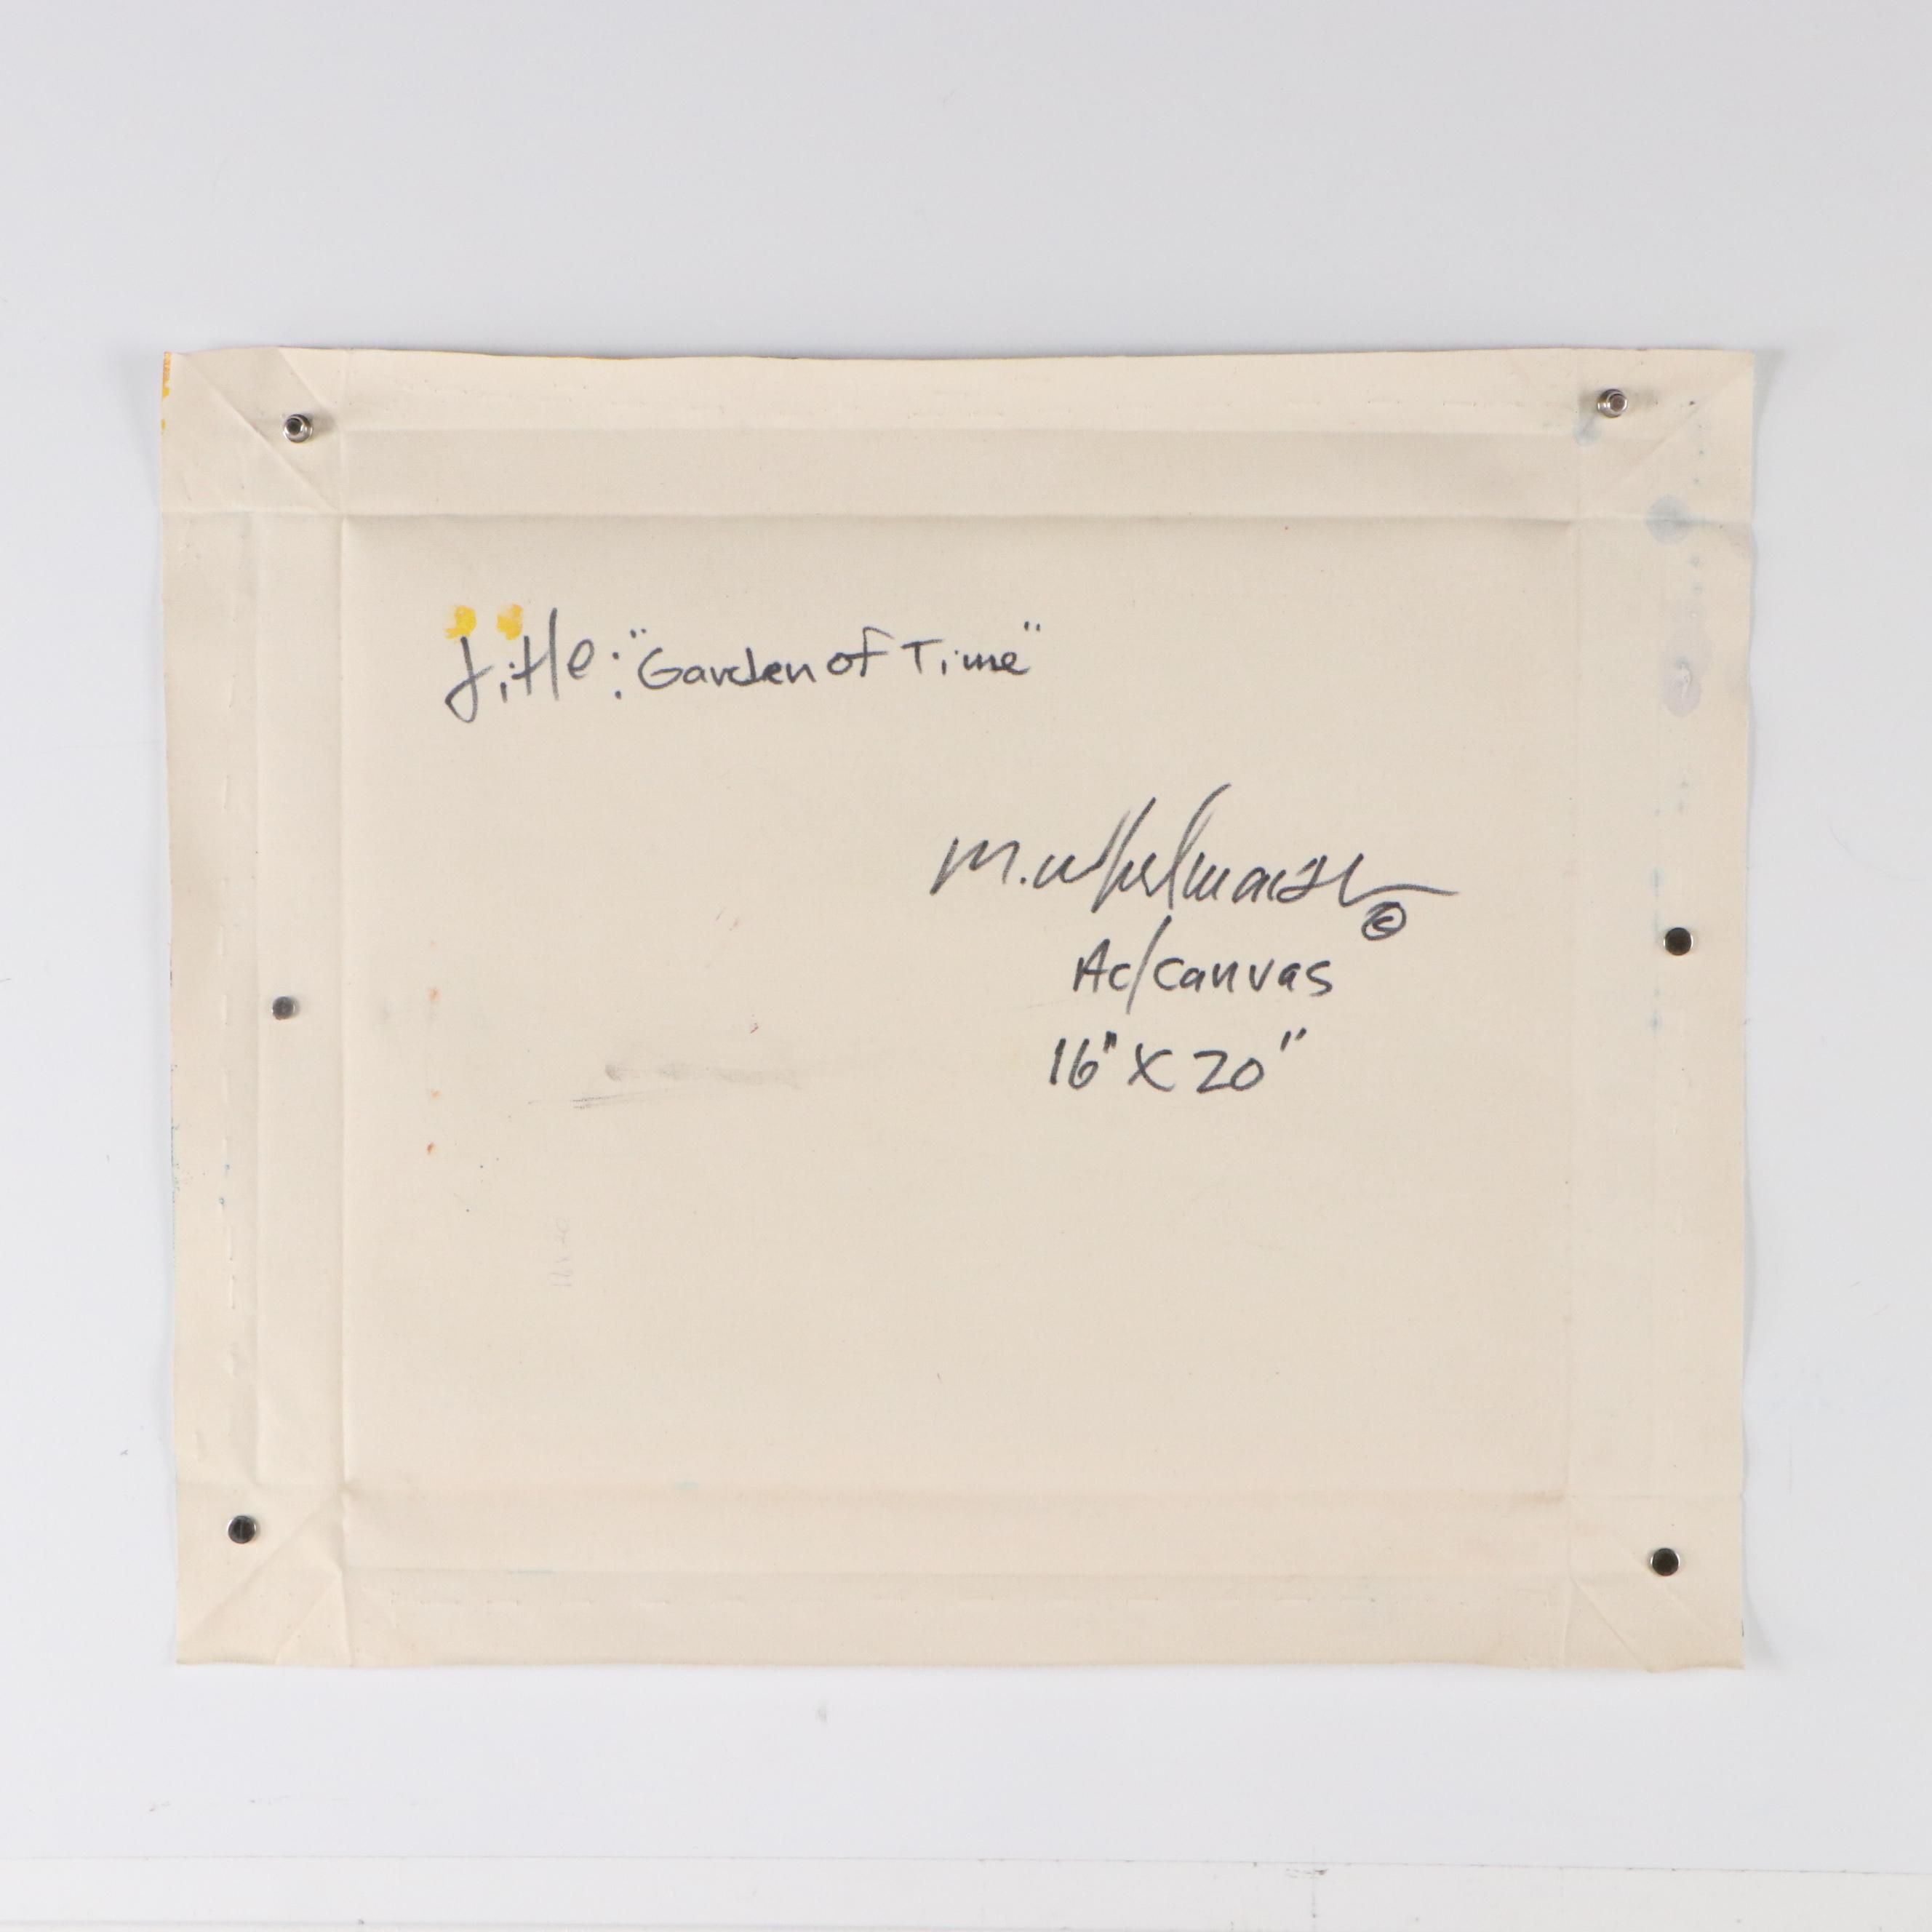 Title: "Garden of Time"
M.
©
Ac/canvas
16" X 20"